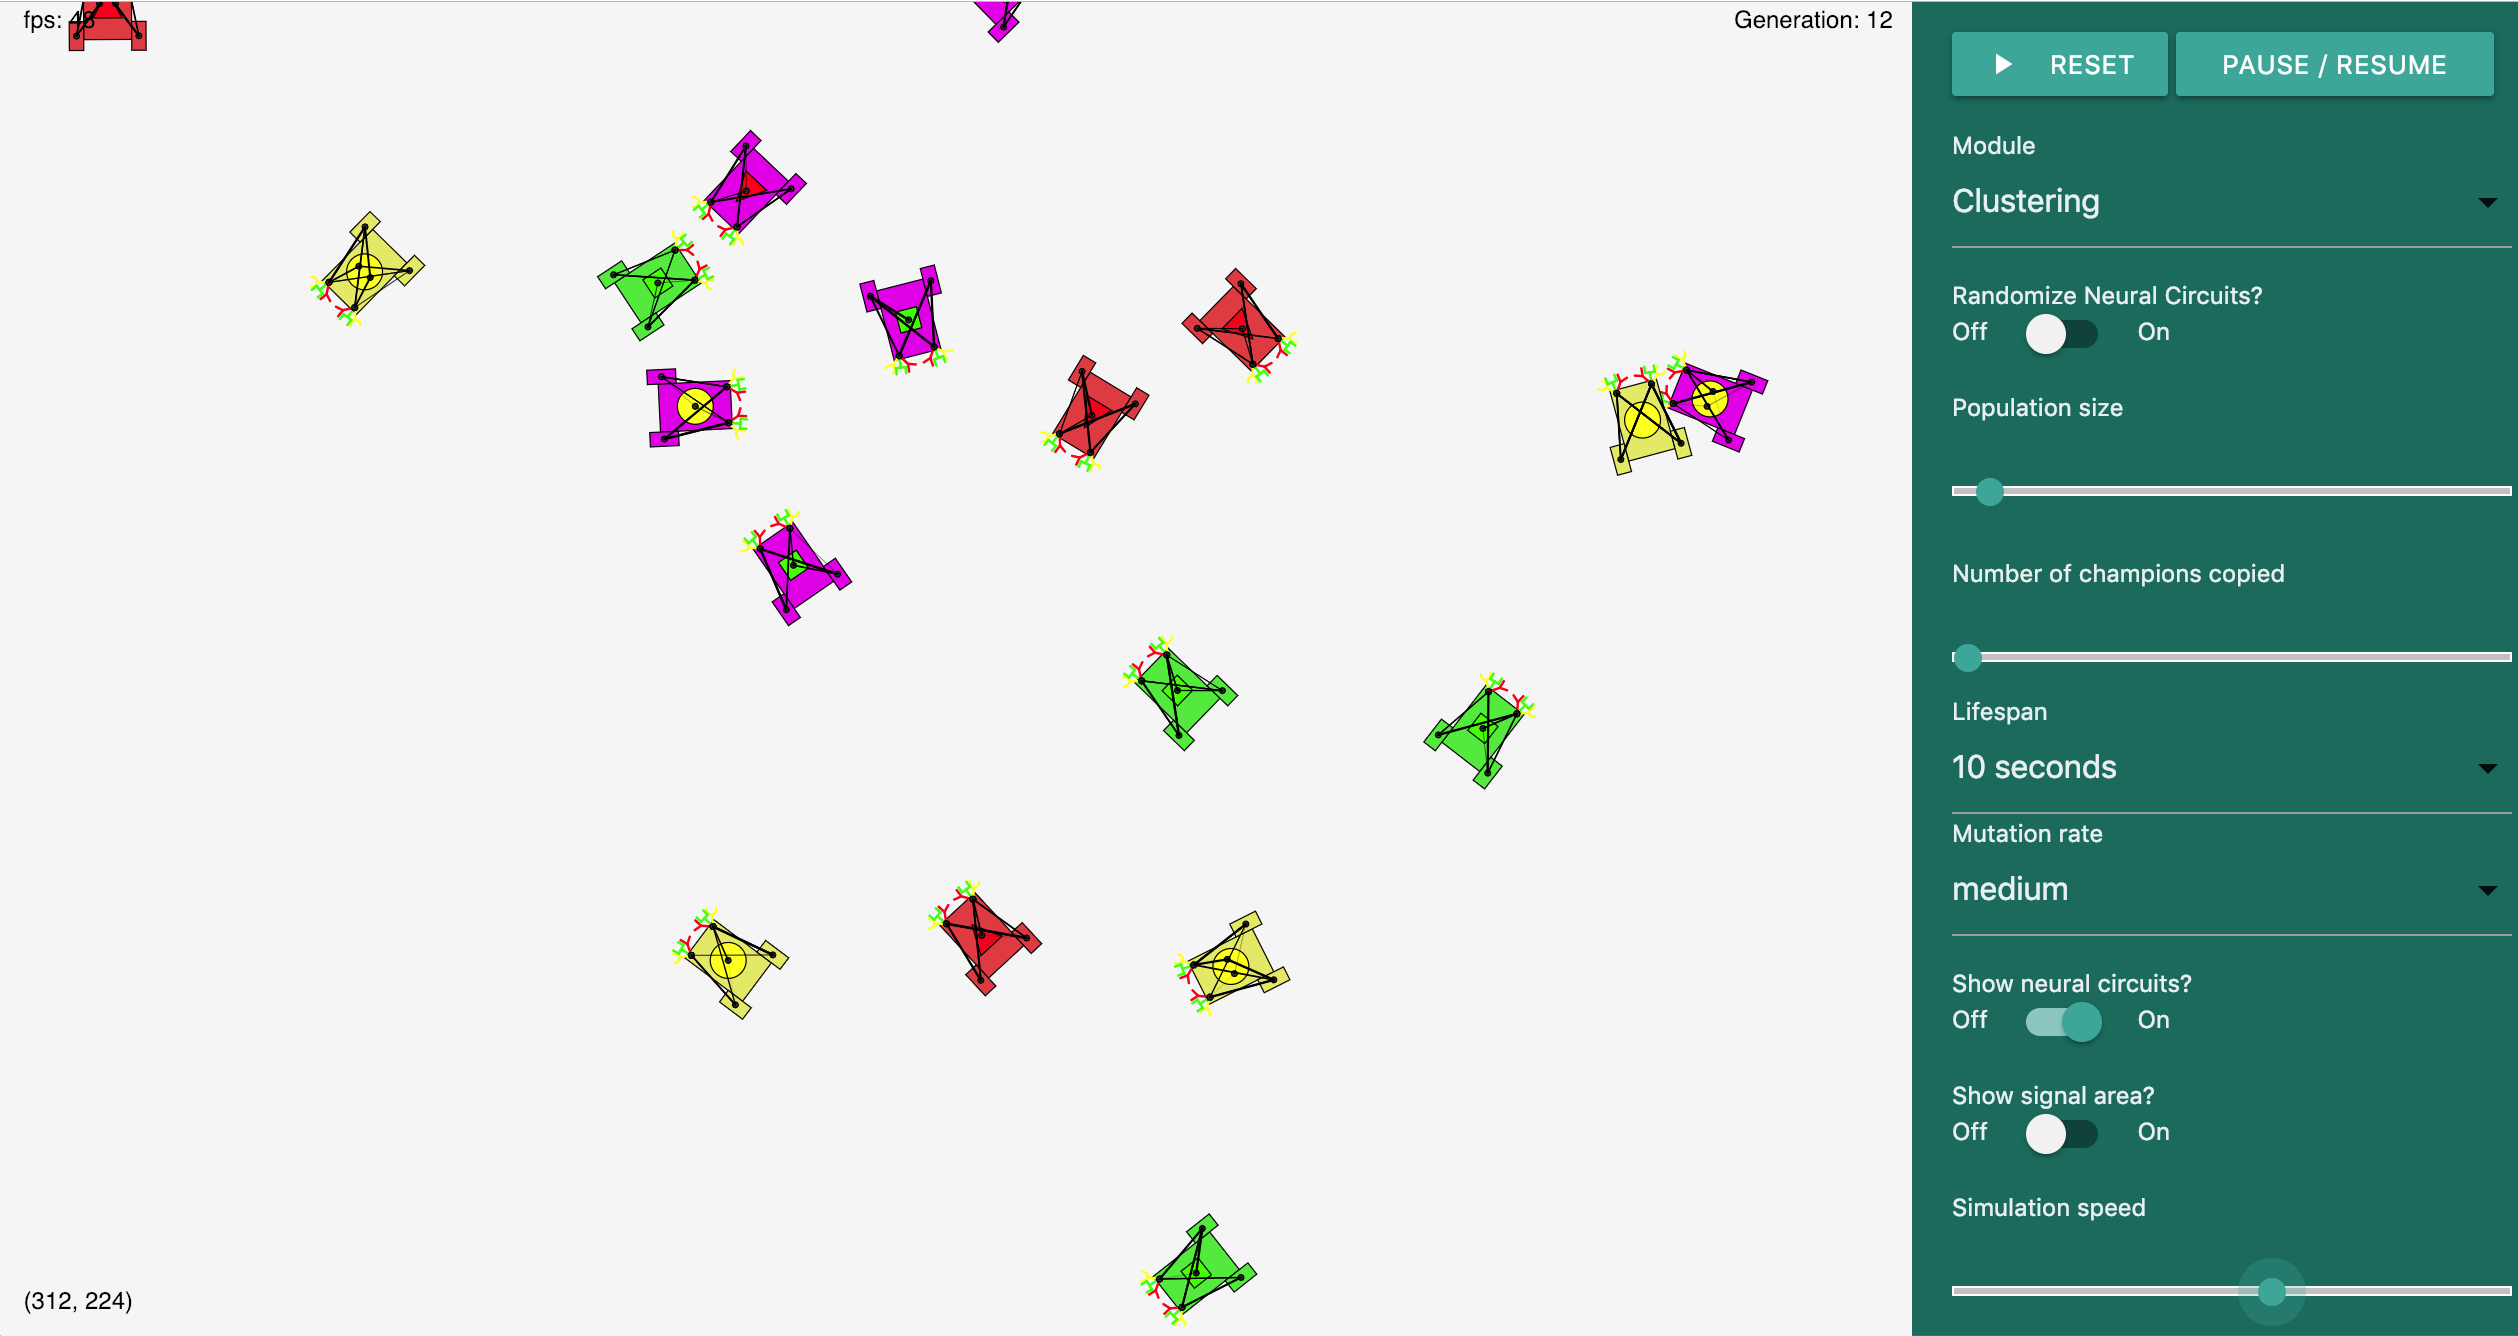 fps: 48
Generation: 12
RESET
PAUSE / RESUME
Module
Clustering
Randomize Neural Circuits?
Off On
Population size
Number of champions copied
Lifespan
10 seconds
Mutation rate
medium
Show neural circuits?
Off On
Show signal area?
Off On
Simulation speed
(312, 224)